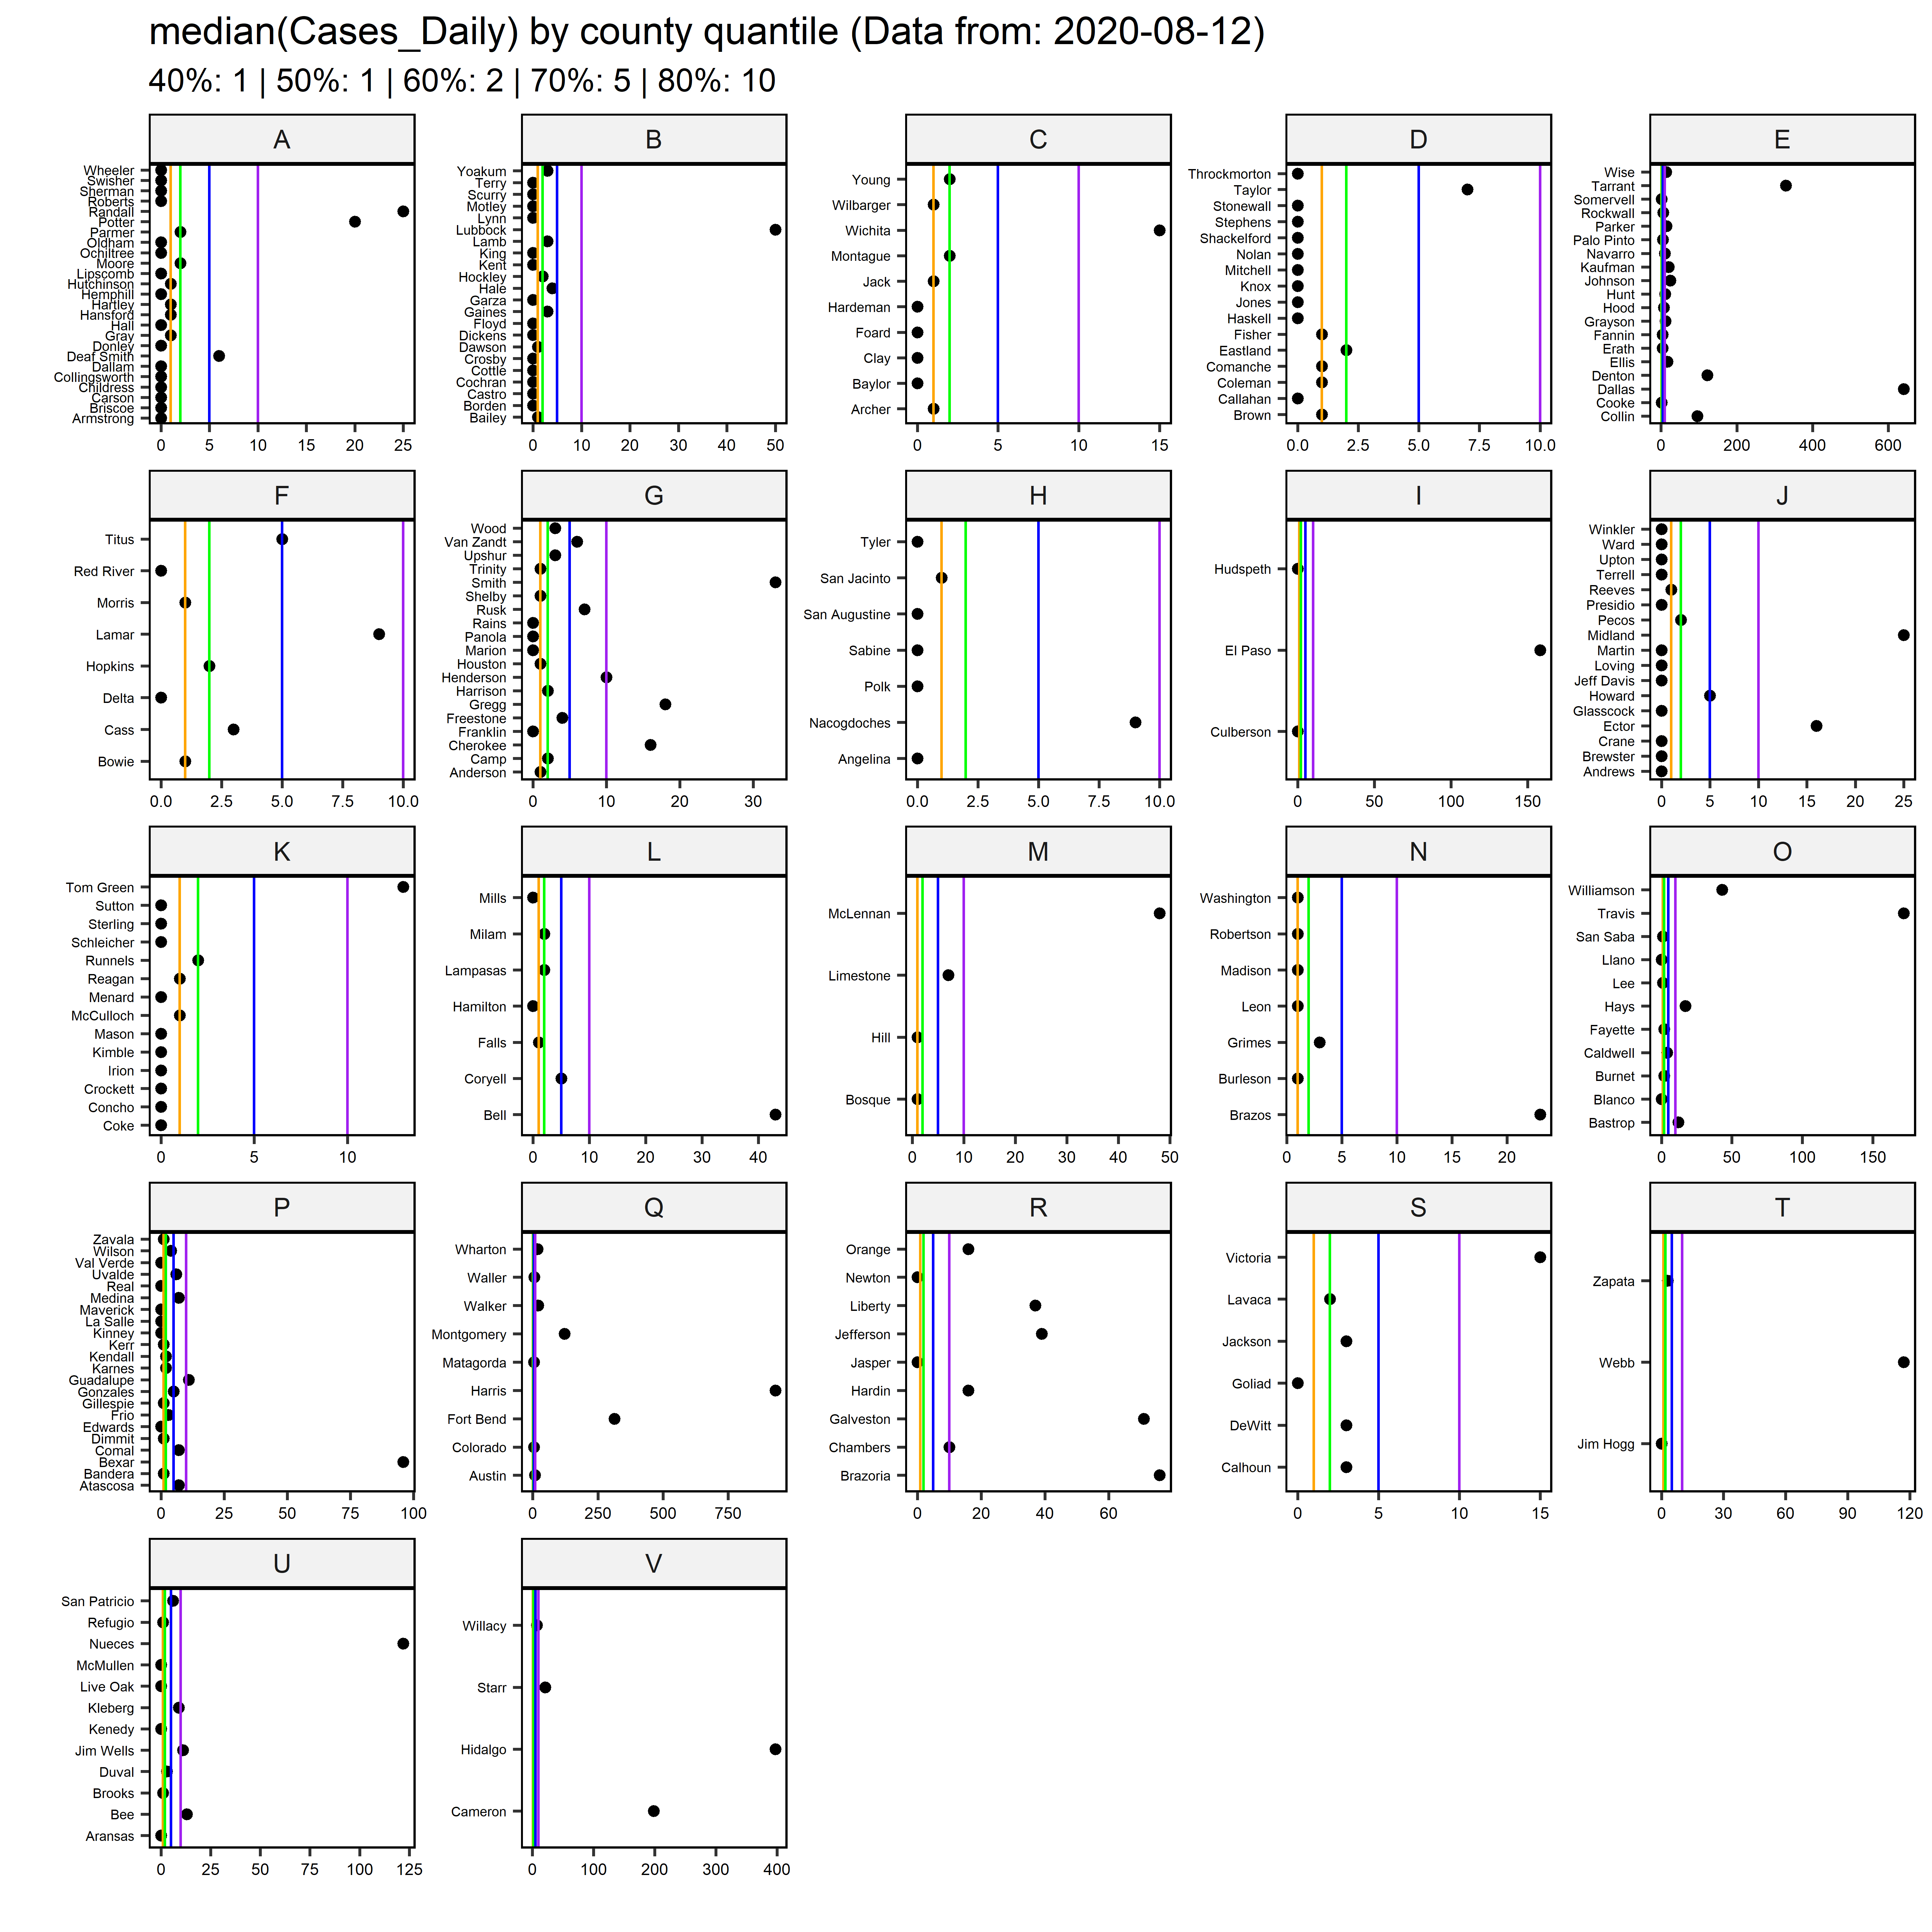 median(Cases_Daily) by county quantile (Data from: 2020-08-12)
40%: 1 | 50%: 1 | 60%: 2 | 70%: 5 | 80%: 10
A
Wheeler
Swisher
Sherman
Roberts
Randall
Potter
Parmer
Oldham
Ochiltree
Moore
Lipscomb
Hutchinson
Hemphill
Hartley
Hansford
Hall
Gray
Donley
Deaf Smith
Dallam
Collingsworth
Childress
Carson
Briscoe
Armstrong
0 5 10 15 20 25
B
Yoakum
Terry
Scurry
Motley
Lynn
Lubbock
Lamb
King
Kent
Hockley
Hale
Garza
Gaines
Floyd
Dickens
Dawson
Crosby
Cottle
Cochran
Castro
Borden
Bailey
0 10 20 30 40 50
C
Young
Wilbarger
Wichita
Montague
Jack
Hardeman
Foard
Clay
Baylor
Archer
0 5 10 15
D
Throckmorton
Taylor
Stonewall
Stephens
Shackelford
Nolan
Mitchell
Knox
Jones
Haskell
Fisher
Eastland
Comanche
Coleman
Callahan
Brown
0.0 2.5 5.0 7.5 10.0
E
Wise
Tarrant
Somervell
Rockwall
Parker
Palo Pinto
Navarro
Kaufman
Johnson
Hunt
Hood
Grayson
Fannin
Erath
Ellis
Denton
Dallas
Cooke
Collin
0 200 400 600
F
Titus
Red River
Morris
Lamar
Hopkins
Delta
Cass
Bowie
0.0 2.5 5.0 7.5 10.0
G
Wood
Van Zandt
Upshur
Trinity
Smith
Shelby
Rusk
Rains
Panola
Marion
Houston
Henderson
Harrison
Gregg
Freestone
Franklin
Cherokee
Camp
Anderson
0 10 20 30
H
Tyler
San Jacinto
San Augustine
Sabine
Polk
Nacogdoches
Angelina
0.0 2.5 5.0 7.5 10.0
I
Hudspeth
El Paso
Culberson
0 50 100 150
J
Winkler
Ward
Upton
Terrell
Reeves
Presidio
Pecos
Midland
Martin
Loving
Jeff Davis
Howard
Glasscock
Ector
Crane
Brewster
Andrews
0 5 10 15 20 25
K
Tom Green
Sutton
Sterling
Schleicher
Runnels
Reagan
Menard
McCulloch
Mason
Kimble
Irion
Crockett
Concho
Coke
0 5 10
L
Mills
Milam
Lampasas
Hamilton
Falls
Coryell
Bell
0 10 20 30 40
M
McLennan
Limestone
Hill
Bosque
0 10 20 30 40 50
N
Washington
Robertson
Madison
Leon
Grimes
Burleson
Brazos
0 5 10 15 20
O
Williamson
Travis
San Saba
Llano
Lee
Hays
Fayette
Caldwell
Burnet
Blanco
Bastrop
0 50 100 150
P
Zavala
Wilson
Val Verde
Uvalde
Real
Medina
Maverick
La Salle
Kinney
Kerr
Kendall
Karnes
Guadalupe
Gonzales
Gillespie
Frio
Edwards
Dimmit
Comal
Bexar
Bandera
Atascosa
0 25 50 75 100
Q
Wharton
Waller
Walker
Montgomery
Matagorda
Harris
Fort Bend
Colorado
Austin
0 250 500 750
R
Orange
Newton
Liberty
Jefferson
Jasper
Hardin
Galveston
Chambers
Brazoria
0 20 40 60
S
Victoria
Lavaca
Jackson
Goliad
DeWitt
Calhoun
0 5 10 15
T
Zapata
Webb
Jim Hogg
0 30 60 90 120
U
San Patricio
Refugio
Nueces
McMullen
Live Oak
Kleberg
Kenedy
Jim Wells
Duval
Brooks
Bee
Aransas
0 25 50 75 100 125
V
Willacy
Starr
Hidalgo
Cameron
0 100 200 300 400